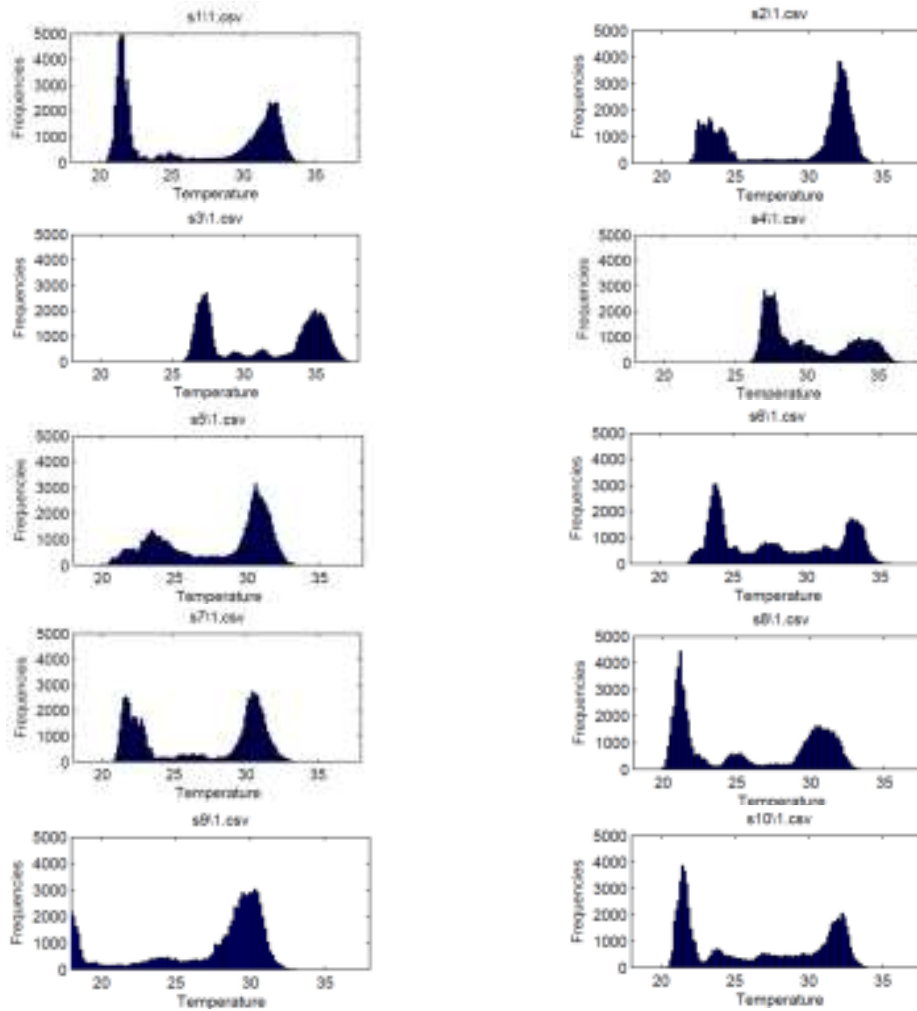 s1\1.csv
5000
4000
3000
2000
1000
0
Frequencies
20 25 30 35
Temperature
s2\1.csv
5000
4000
3000
2000
1000
0
Frequencies
20 25 30 35
Temperature
s3\1.csv
5000
4000
3000
2000
1000
0
Frequencies
20 25 30 35
Temperature
s4\1.csv
5000
4000
3000
2000
1000
0
Frequencies
20 25 30 35
Temperature
s5\1.csv
5000
4000
3000
2000
1000
0
Frequencies
20 25 30 35
Temperature
s6\1.csv
5000
4000
3000
2000
1000
0
Frequencies
20 25 30 35
Temperature
s7\1.csv
5000
4000
3000
2000
1000
0
Frequencies
20 25 30 35
Temperature
s8\1.csv
5000
4000
3000
2000
1000
0
Frequencies
20 25 30 35
Temperature
s9\1.csv
5000
4000
3000
2000
1000
0
Frequencies
20 25 30 35
Temperature
s10\1.csv
5000
4000
3000
2000
1000
0
Frequencies
20 25 30 35
Temperature